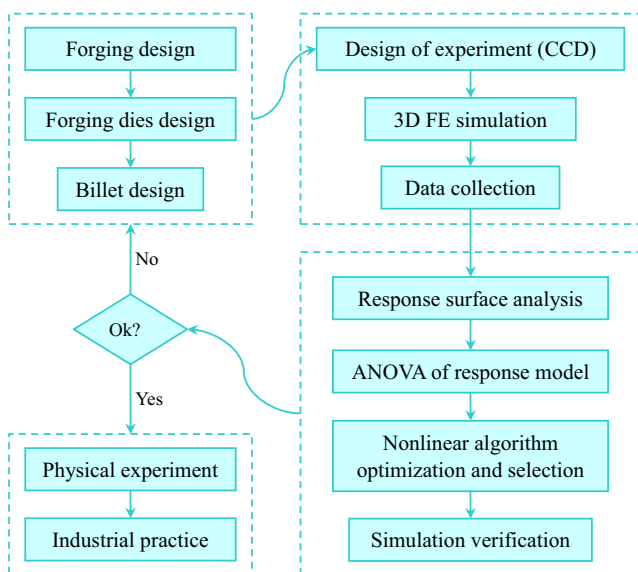 Forging design
Forging dies design
Billet design
Design of experiment (CCD)
3D FE simulation
Data collection
Response surface analysis
ANOVA of response model
Nonlinear algorithm
optimization and selection
Simulation verification
No
Ok?
Yes
Physical experiment
Industrial practice